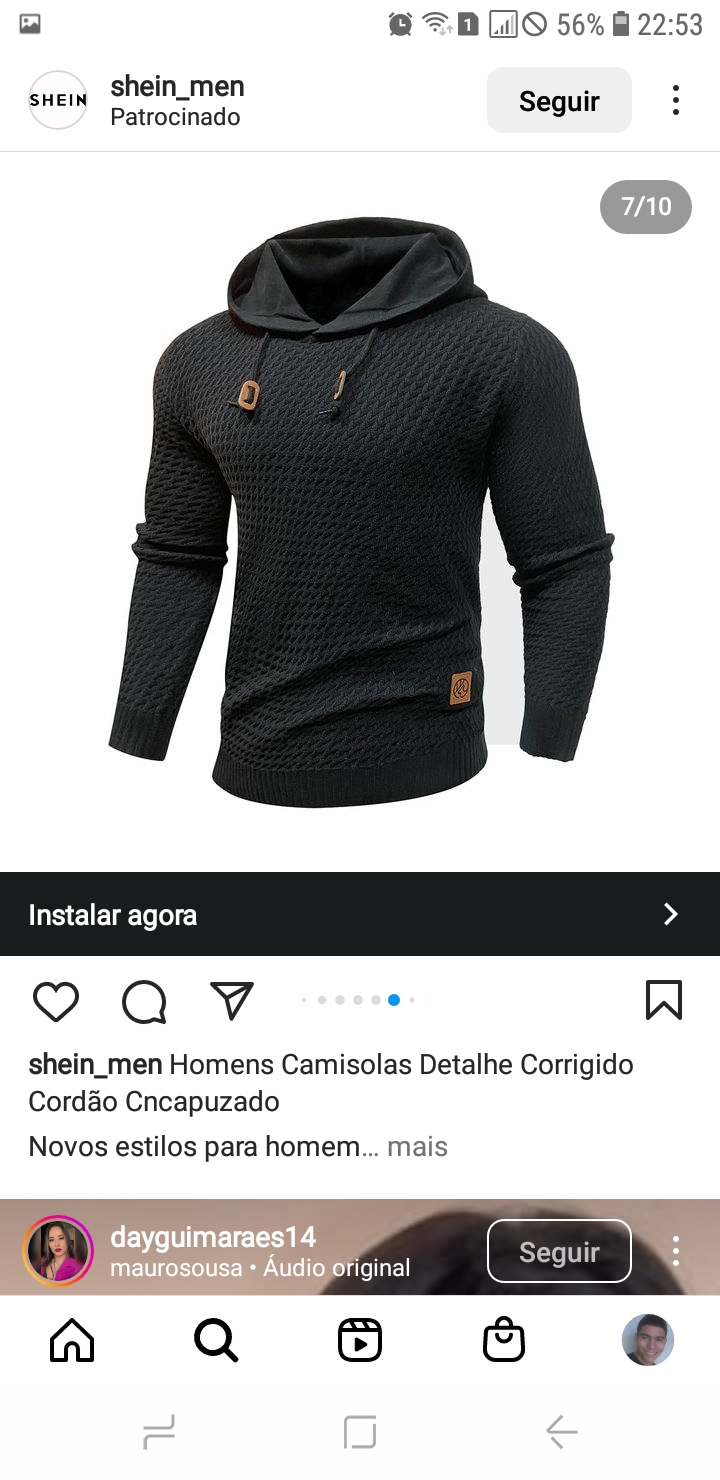 1
56%
22:53
SHEIN
shein_men
Patrocinado
Seguir
7/10
Instalar agora
shein_men Homens Camisolas Detalhe Corrigido
Cordão Cncapuzado
Novos estilos para homem... mais
dayguimaraes14
maurosousa • Áudio original
Seguir